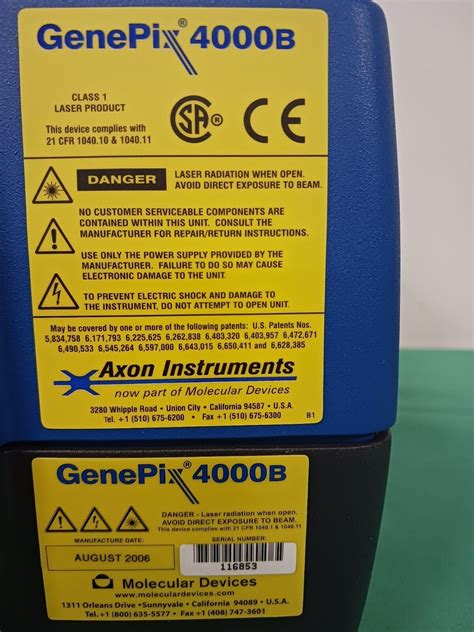 GenePix® 4000B
CLASS 1
LASER PRODUCT
This device complies with
21 CFR 1040.10 & 1040.11
SA® CE
DANGER
LASER RADIATION WHEN OPEN.
AVOID DIRECT EXPOSURE TO BEAM.
NO CUSTOMER SERVICEABLE COMPONENTS ARE
CONTAINED WITHIN THIS UNIT. CONSULT THE
MANUFACTURER FOR REPAIR/RETURN INSTRUCTIONS.
USE ONLY THE POWER SUPPLY PROVIDED BY THE
MANUFACTURER. FAILURE TO DO SO MAY CAUSE
ELECTRONIC DAMAGE TO THE UNIT.
TO PREVENT ELECTRIC SHOCK AND DAMAGE TO
THE INSTRUMENT, DO NOT ATTEMPT TO OPEN UNIT.
May be covered by one or more of the following patents: U.S. Patents Nos.
5,834,758 6,171,793 6,225,625 6,262,838 6,403,320 6,403,957 6,472,671
6,490,533 6,545,264 6,597,000 6,643,015 6,650,411 and 6,628,385
Axon Instruments
now part of Molecular Devices
3280 Whipple Road • Union City • California 94587 • U.S.A.
Tel. +1 (510) 675-6200 • Fax +1 (510) 675-6300
B1
GenePix® 4000B
DANGER - Laser radiation when open.
AVOID DIRECT EXPOSURE TO BEAM.
This device complies with 21 CFR 1040.1 & 1040.11
MANUFACTURE DATE:
AUGUST 2006
SERIAL NUMBER:
116853
Molecular Devices
www.moleculardevices.com
1311 Orleans Drive • Sunnyvale • California 94089 • U.S.A.
Tel. +1 (800) 635-5577 • Fax +1 (408) 747-3601